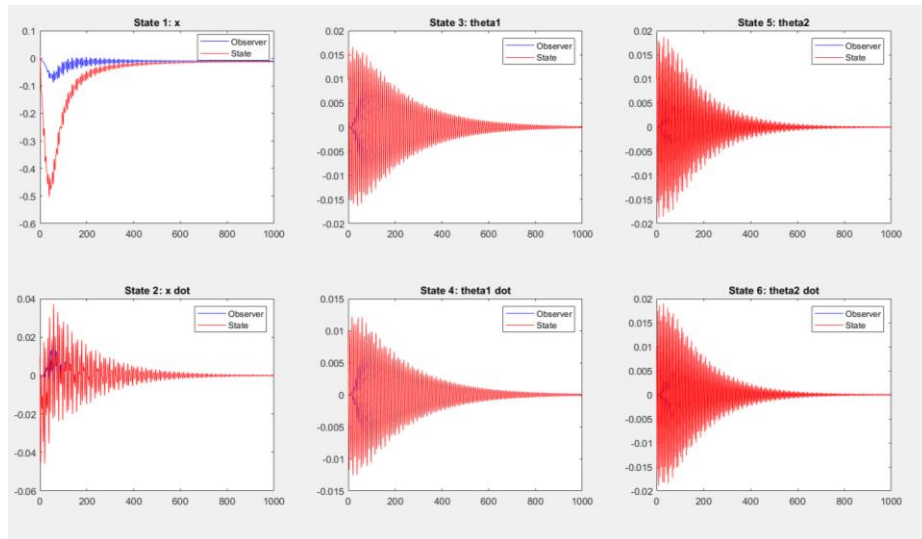 State 1: x
Observer
State
0.1
0
-0.1
-0.2
-0.3
-0.4
-0.5
-0.6
0 200 400 600 800 1000
State 3: theta1
Observer
State
0.02
0.015
0.01
0.005
0
-0.005
-0.01
-0.015
-0.02
0 200 400 600 800 1000
State 5: theta2
Observer
State
0.02
0.015
0.01
0.005
0
-0.005
-0.01
-0.015
-0.02
0 200 400 600 800 1000
State 2: x dot
Observer
State
0.04
0.02
0
-0.02
-0.04
-0.06
0 200 400 600 800 1000
State 4: theta1 dot
Observer
State
0.015
0.01
0.005
0
-0.005
-0.01
-0.015
0 200 400 600 800 1000
State 6: theta2 dot
Observer
State
0.02
0.015
0.01
0.005
0
-0.005
-0.01
-0.015
-0.02
0 200 400 600 800 1000